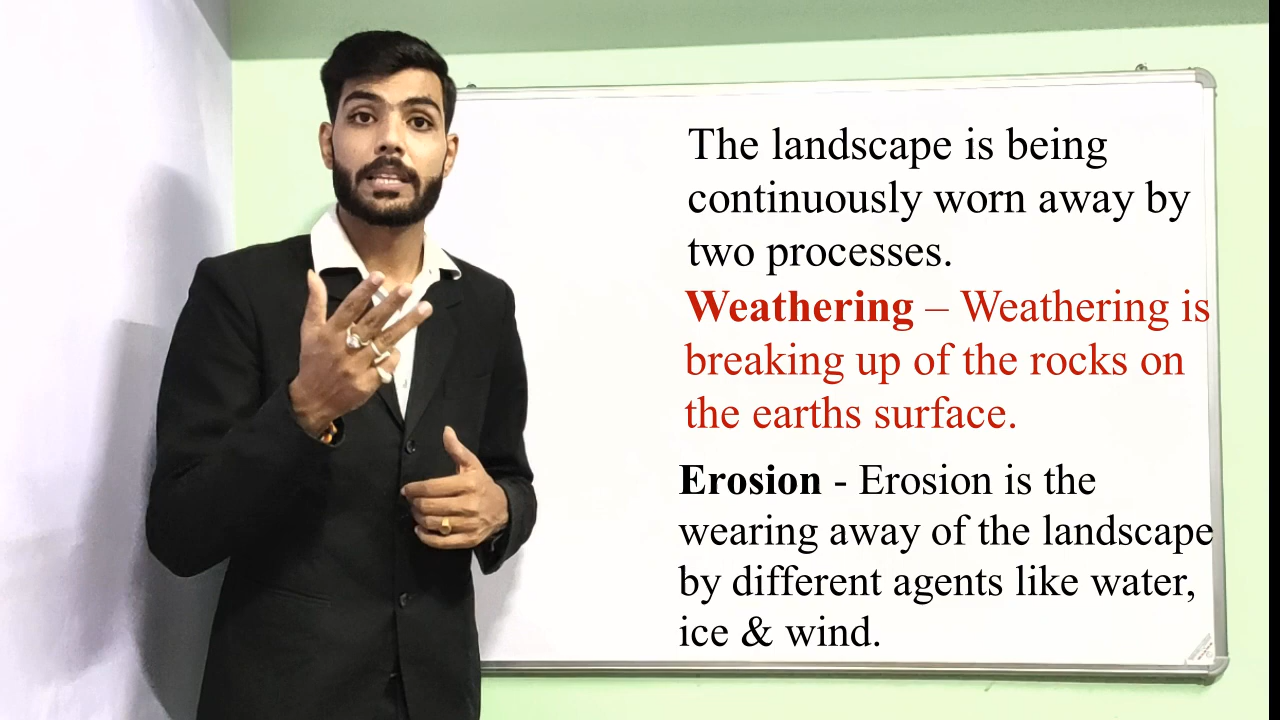 The landscape is being
continuously worn away by
two processes.
Weathering – Weathering is
breaking up of the rocks on
the earths surface.
Erosion - Erosion is the
wearing away of the landscape
by different agents like water,
ice & wind.